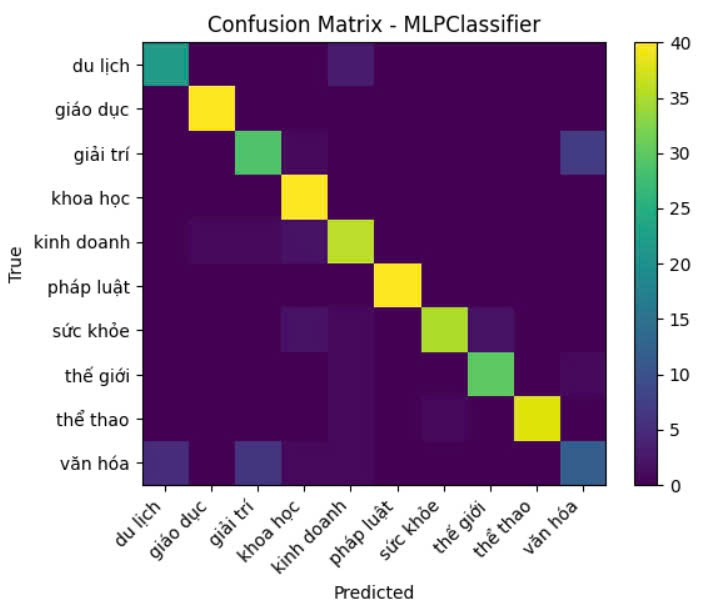 Confusion Matrix - MLPClassifier
du lịch
giáo dục
giải trí
khoa học
kinh doanh
pháp luật
sức khỏe
thế giới
thể thao
văn hóa
True
du lịch
giáo dục
giải trí
khoa học
kinh doanh
pháp luật
sức khỏe
thế giới
thể thao
văn hóa
Predicted
40
35
30
25
20
15
10
5
0